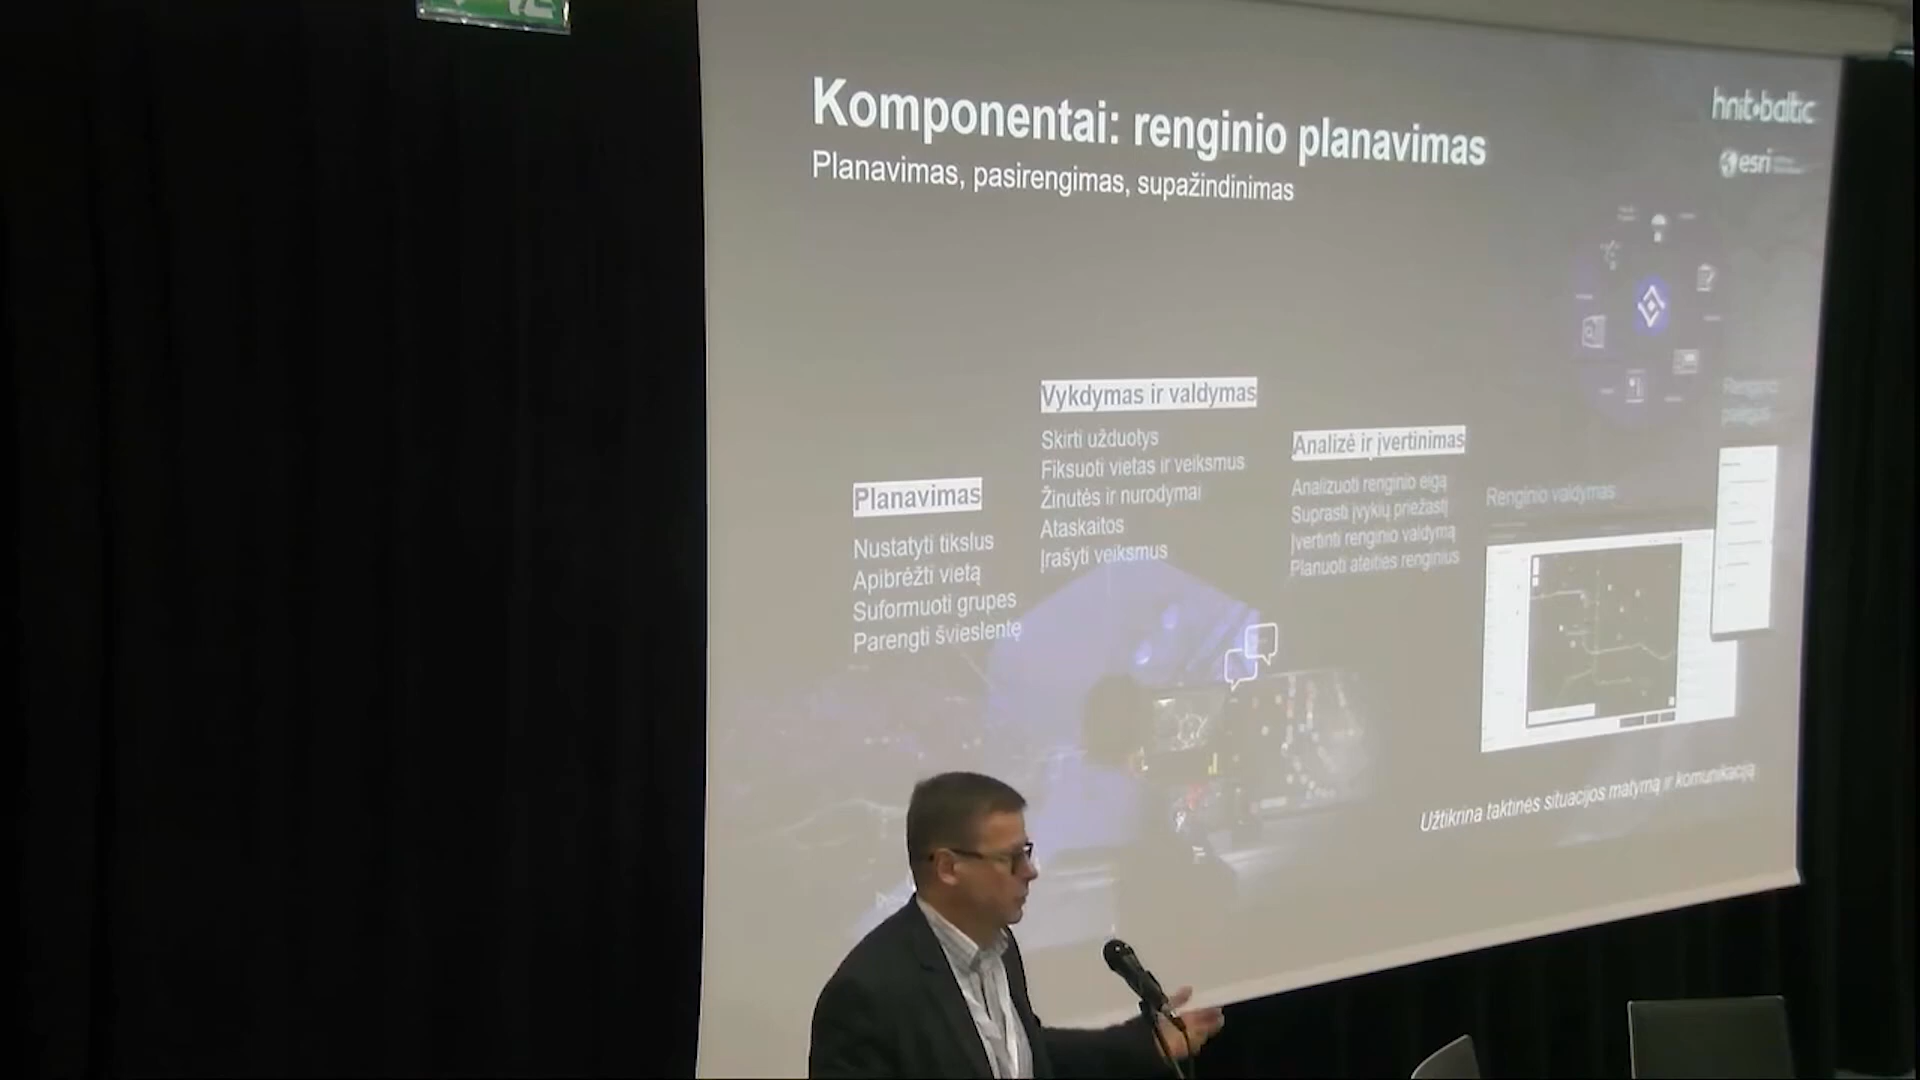 Komponentai: renginio planavimas
Planavimas, pasirengimas, supažindinimas
hnit•baltic
esri
Planavimas
Nustatyti tikslus
Apibrėžti vietą
Suformuoti grupes
Parengti švieslentę
Vykdymas ir valdymas
Skirti užduotys
Fiksuoti vietas ir veiksmus
Žinutės ir nurodymai
Ataskaitos
Įrašyti veiksmus
Analizė ir įvertinimas
Analizuoti renginio eigą
Suprasti įvykių priežastį
Įvertinti renginio valdymą
Planuoti ateities renginius
Renginio valdymas
Užtikrina taktinės situacijos matymą ir komunikaciją